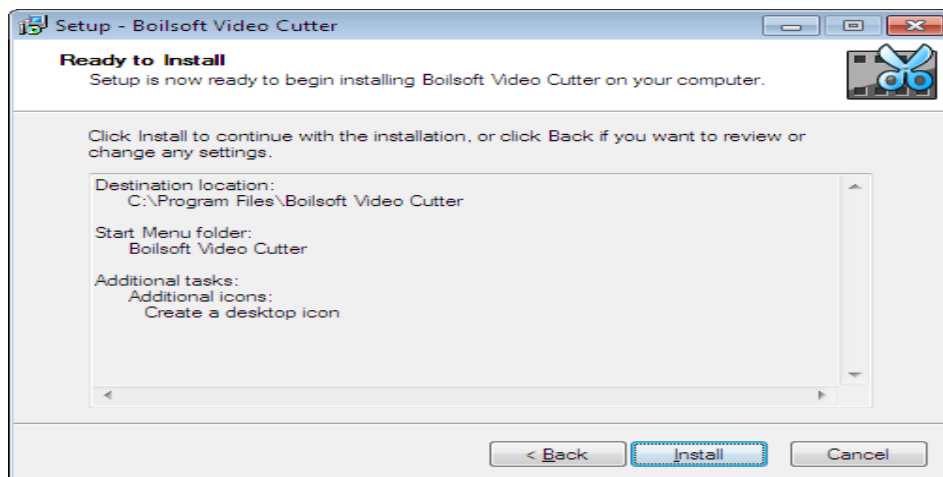 Setup - Boilsoft Video Cutter
Ready to Install
Setup is now ready to begin installing Boilsoft Video Cutter on your computer.
Click Install to continue with the installation, or click Back if you want to review or
change any settings.
Destination location:
C:\Program Files\Boilsoft Video Cutter
Start Menu folder:
Boilsoft Video Cutter
Additional tasks:
Additional icons:
Create a desktop icon
< Back
Install
Cancel